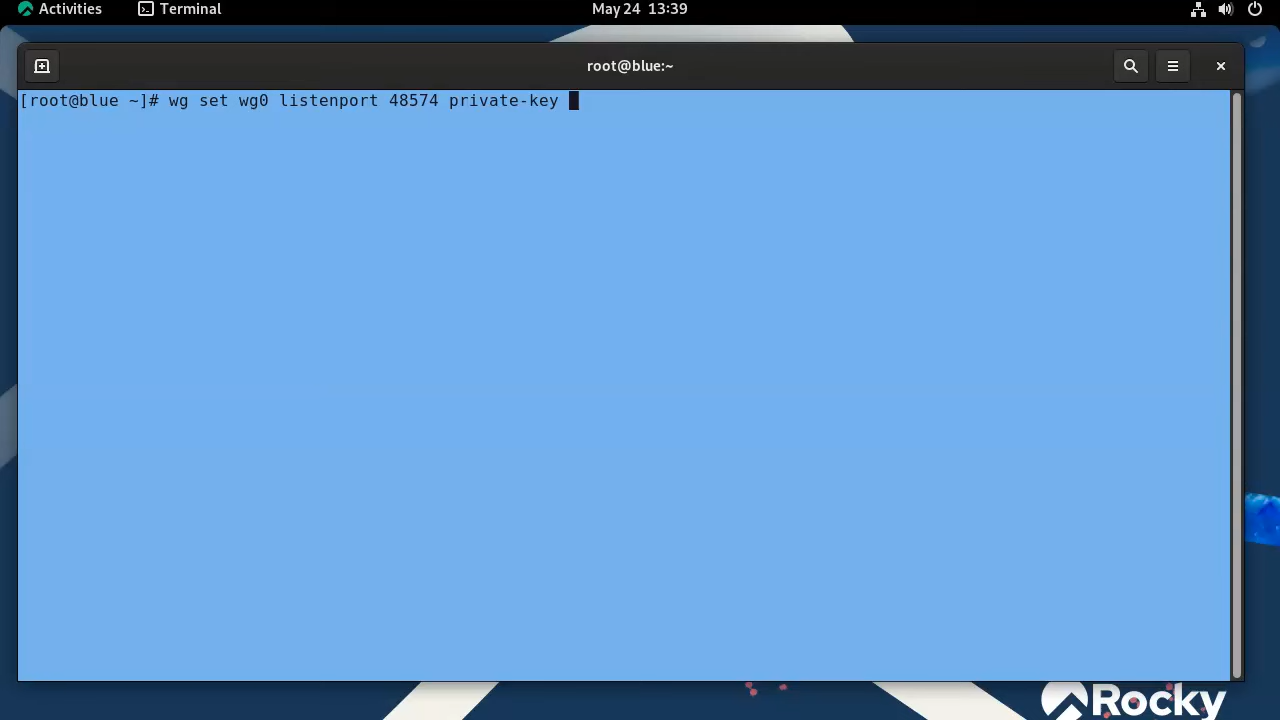 Activities Terminal May 24 13:39
root@blue:~
[root@blue ~]# wg set wg0 listenport 48574 private-key
Rocky